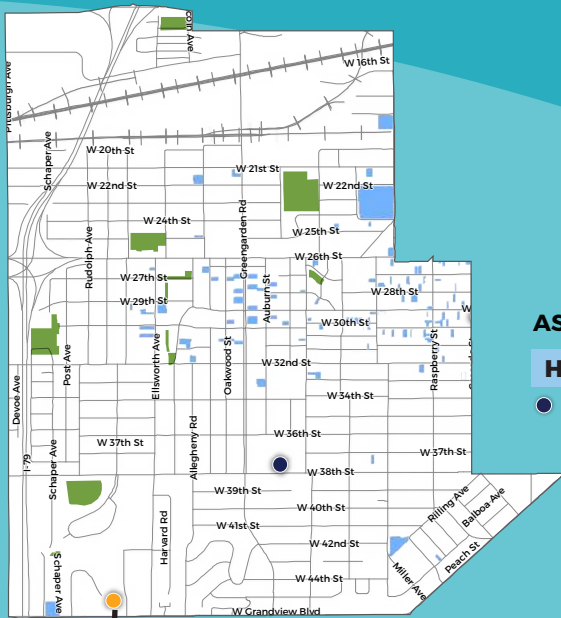 W 16th St
Pittsburgh Ave
Schaper Ave
W 20th St
W 21st St
W 22nd St
W 22nd St
Greengarden Rd
W 24th St
W 25th St
Rudolph Ave
W 26th St
W 27th St
W 28th St
W 29th St
Auburn St
W 30th St
Raspberry St
Post Ave
Ellsworth Ave
Oakwood St
W 32nd St
AS
H
Devoe Ave
W 34th St
W 36th St
W 37th St
W 37th St
I-79
Schaper Ave
Allegheny Rd
W 38th St
W 39th St
W 40th St
Rilling Ave
Balboa Ave
W 41st St
Harvard Rd
W 42nd St
Peach St
Miller Ave
W 44th St
Schaper Ave
W Grandview Blvd